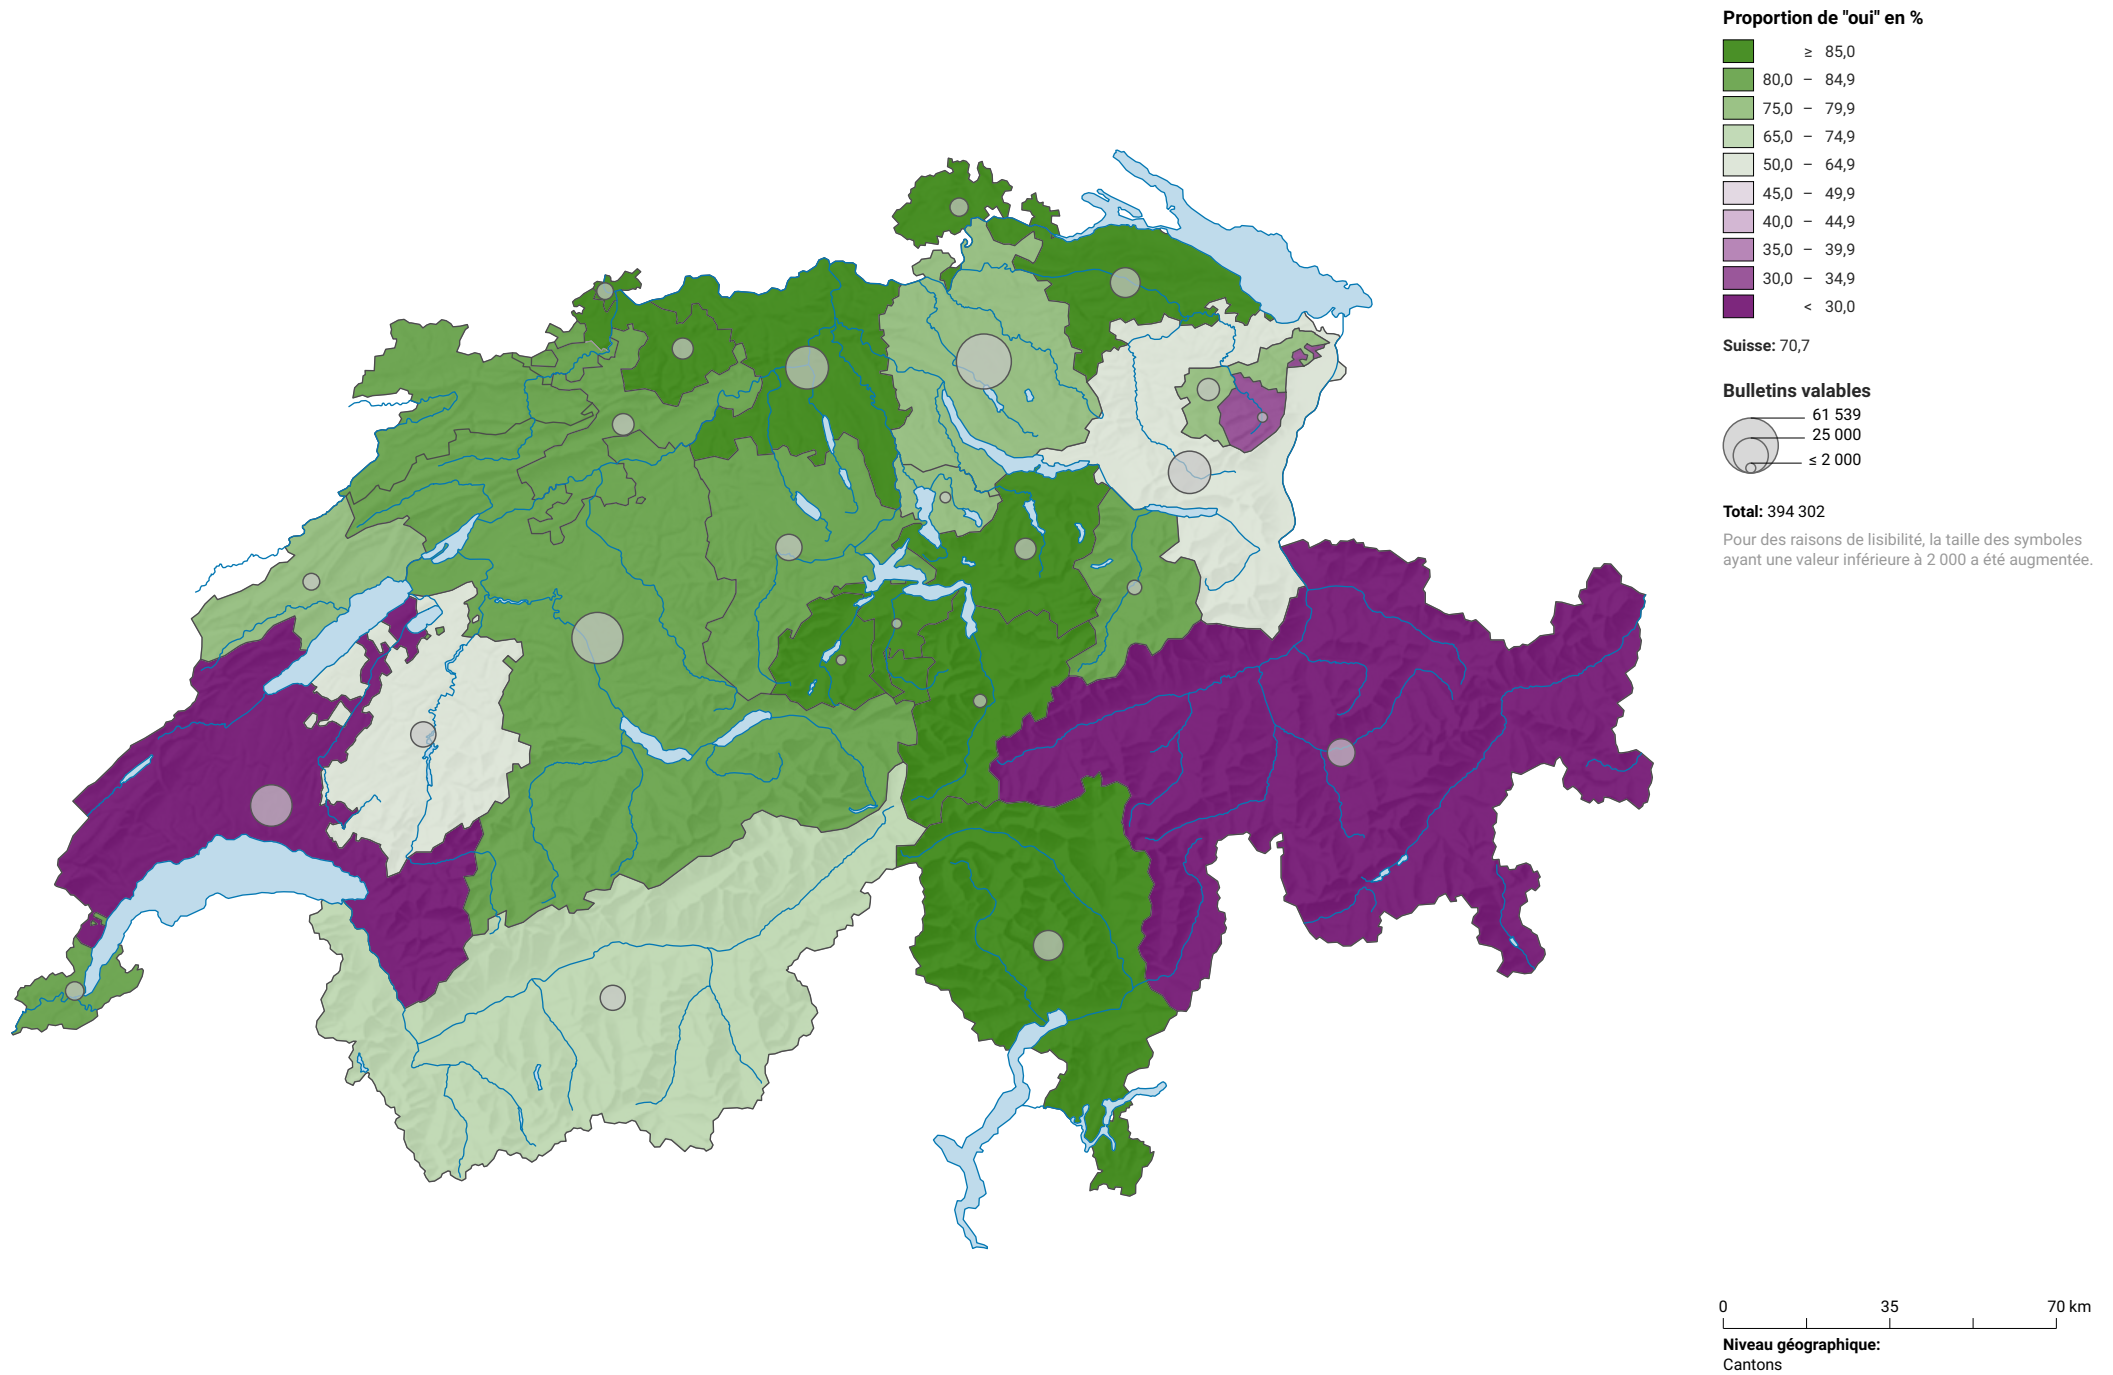 Proportion de "oui" en %
≥ 85,0
80,0 – 84,9
75,0 – 79,9
65,0 – 74,9
50,0 – 64,9
45,0 – 49,9
40,0 – 44,9
35,0 – 39,9
30,0 – 34,9
< 30,0
Suisse: 70,7
Bulletins valables
61 539
25 000
≤ 2 000
Total: 394 302
Pour des raisons de lisibilité, la taille des symboles
ayant une valeur inférieure à 2 000 a été augmentée.
0 35 70 km
Niveau géographique:
Cantons